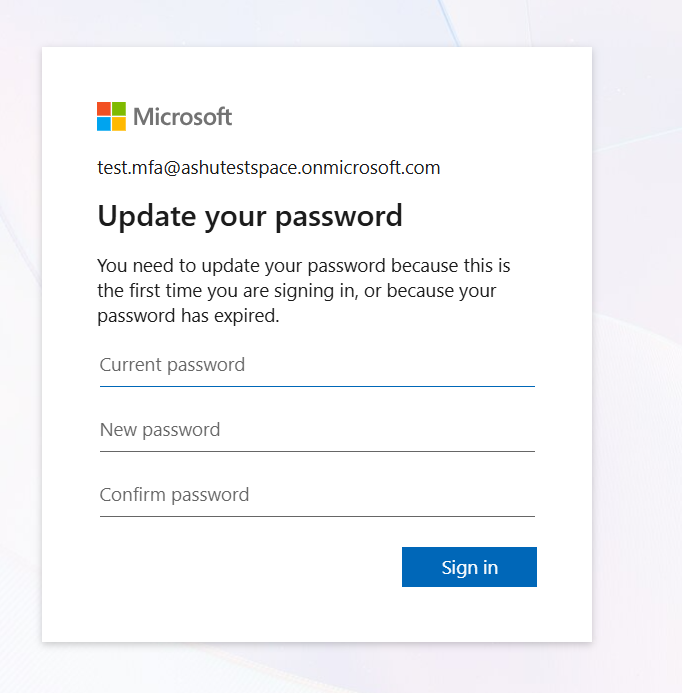 Microsoft
test.mfa@ashutestspace.onmicrosoft.com
Update your password
You need to update your password because this is
the first time you are signing in, or because your
password has expired.
Current password
New password
Confirm password
Sign in